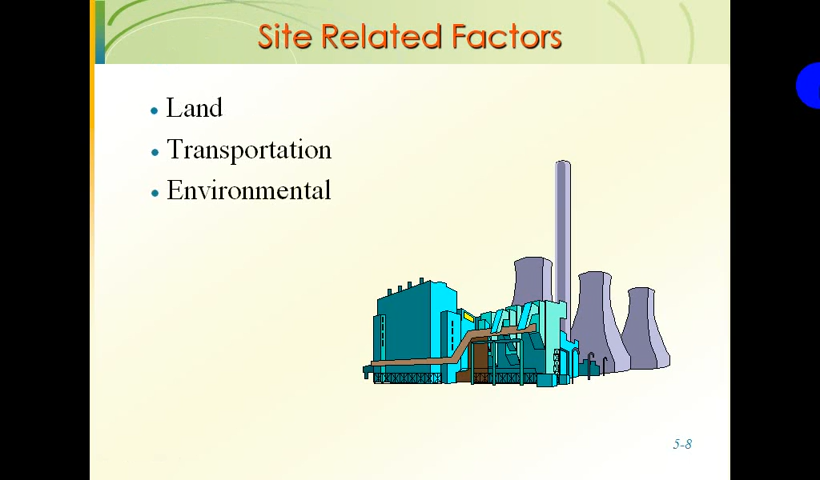 Site Related Factors
• Land
• Transportation
• Environmental
5-8